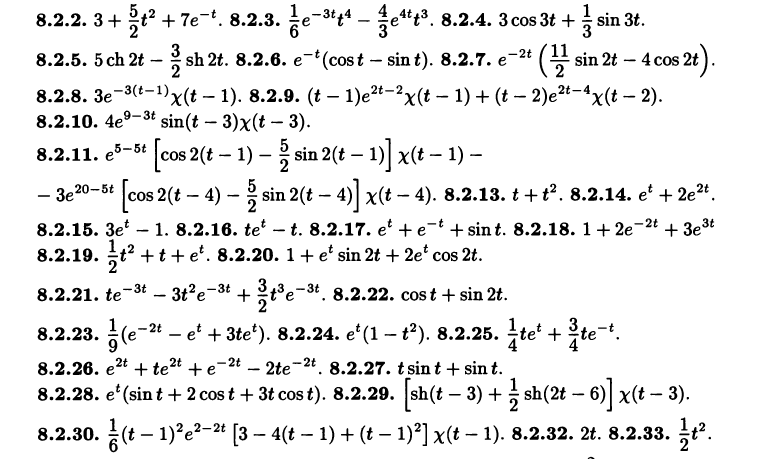 8.2.2. 3 + 5/2 t² + 7e^{-t}. 8.2.3. 1/6 e^{-3t}t⁴ − 4/3 e^{4t}t³. 8.2.4. 3 cos 3t + 1/3 sin 3t.
8.2.5. 5 ch 2t − 3/2 sh 2t. 8.2.6. e^{-t}(cos t − sin t). 8.2.7. e^{-2t} (11/2 sin 2t − 4 cos 2t).
8.2.8. 3e^{-3(t-1)}χ(t − 1). 8.2.9. (t − 1)e^{2t-2}χ(t − 1) + (t − 2)e^{2t-4}χ(t − 2).
8.2.10. 4e^{9-3t} sin(t − 3)χ(t − 3).
8.2.11. e^{5-5t} [cos 2(t − 1) − 5/2 sin 2(t − 1)] χ(t − 1) −
− 3e^{20-5t} [cos 2(t − 4) − 5/2 sin 2(t − 4)] χ(t − 4). 8.2.13. t + t². 8.2.14. e^t + 2e^{2t}.
8.2.15. 3e^t − 1. 8.2.16. te^t − t. 8.2.17. e^t + e^{-t} + sin t. 8.2.18. 1 + 2e^{-2t} + 3e^{3t}
8.2.19. 1/2 t² + t + e^t. 8.2.20. 1 + e^t sin 2t + 2e^t cos 2t.
8.2.21. te^{-3t} − 3t²e^{-3t} + 3/2 t³e^{-3t}. 8.2.22. cos t + sin 2t.
8.2.23. 1/9 (e^{-2t} − e^t + 3te^t). 8.2.24. e^t(1 − t²). 8.2.25. 1/4 te^t + 3/4 te^{-t}.
8.2.26. e^{2t} + te^{2t} + e^{-2t} − 2te^{-2t}. 8.2.27. t sin t + sin t.
8.2.28. e^t(sin t + 2 cos t + 3t cos t). 8.2.29. [sh(t − 3) + 1/2 sh(2t − 6)] χ(t − 3).
8.2.30. 1/6 (t − 1)²e^{2-2t} [3 − 4(t − 1) + (t − 1)²] χ(t − 1). 8.2.32. 2t. 8.2.33. 1/2 t².